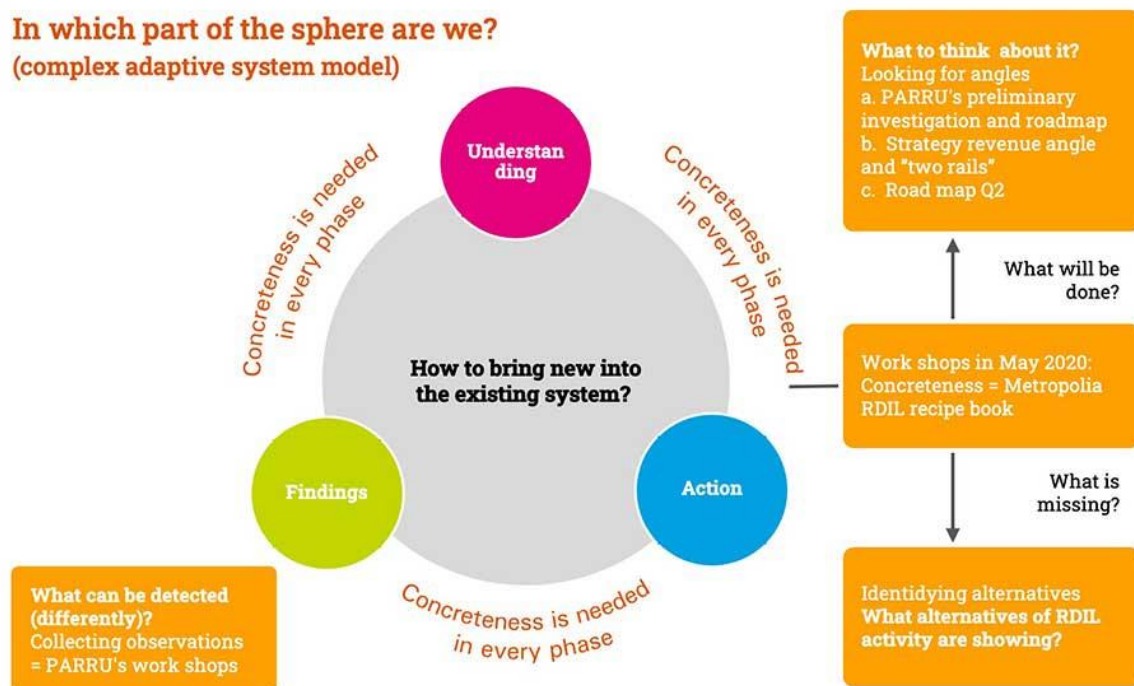 In which part of the sphere are we?
(complex adaptive system model)
Understan
ding
Concreteness is needed
in every phase
Concreteness is needed
in every phase
How to bring new into
the existing system?
Findings
Action
Concreteness is needed
in every phase
What can be detected
(differently)?
Collecting observations
= PARRU's work shops
What to think about it?
Looking for angles
a. PARRU's preliminary
investigation and roadmap
b. Strategy revenue angle
and "two rails"
c. Road map Q2
What will be
done?
Work shops in May 2020:
Concreteness = Metropolia
RDIL recipe book
What is
missing?
Identidying alternatives
What alternatives of RDIL
activity are showing?